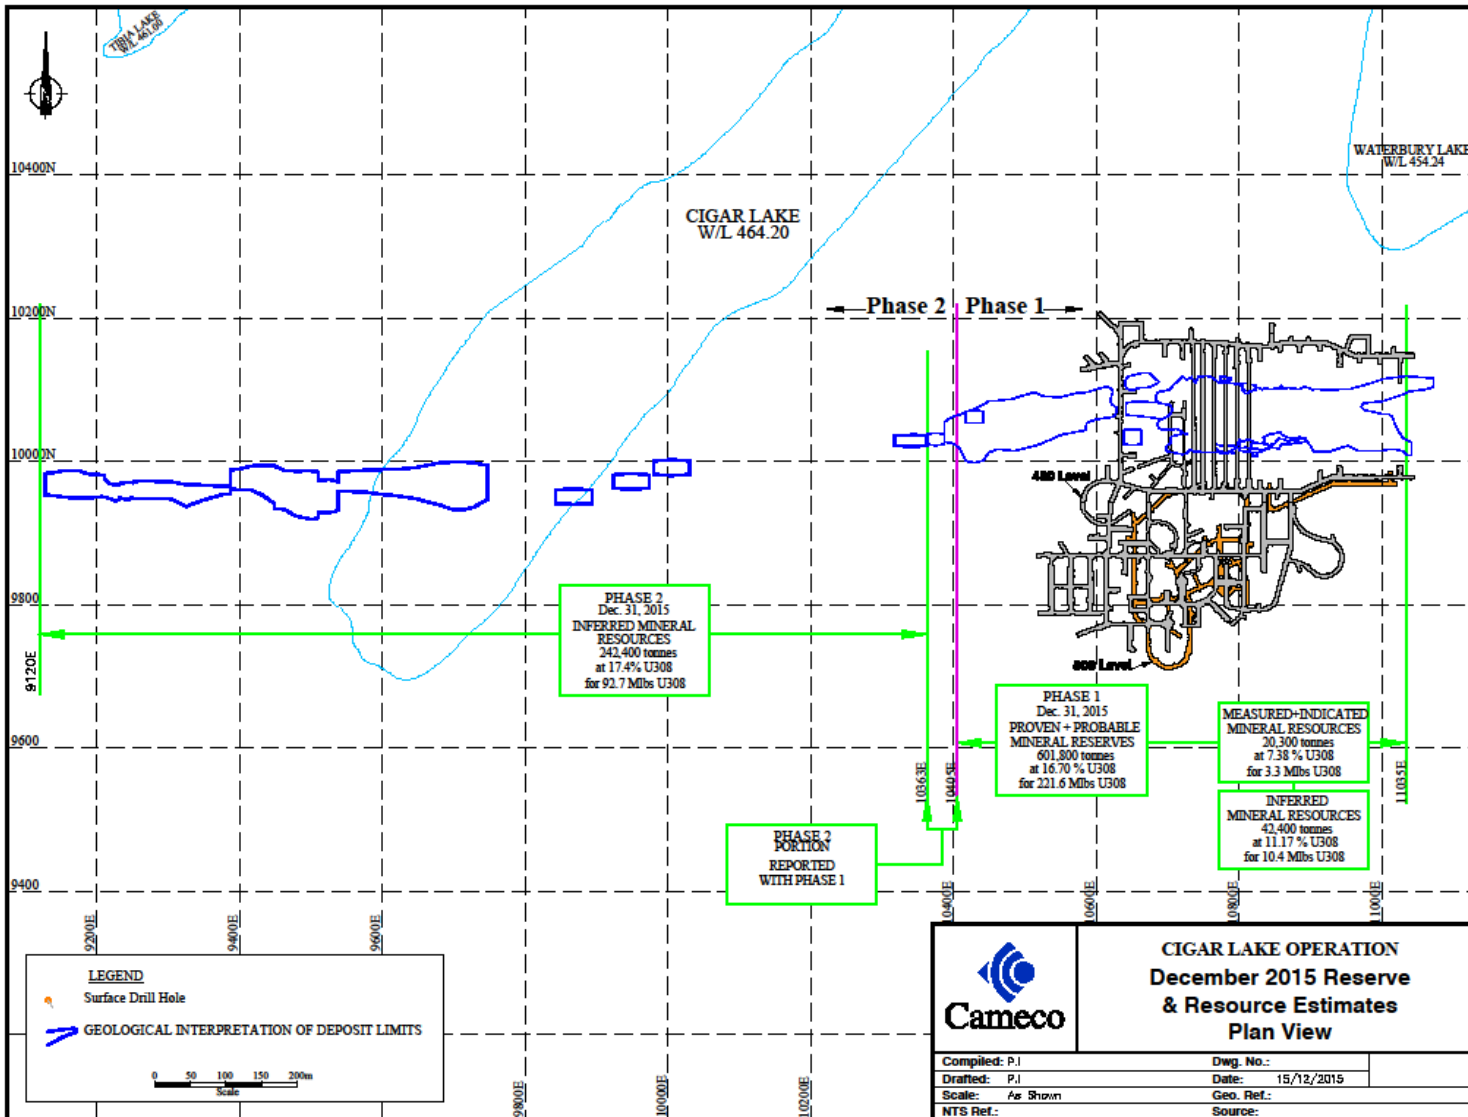 TIBIA LAKE
W/L 461.00
10400N
WATERBURY LAKE
W/L 454.24
CIGAR LAKE
W/L 464.20
10200N
Phase 2
Phase 1
10000N
480 Level
9800
9120E
PHASE 2
Dec. 31, 2015
INFERRED MINERAL
RESOURCES
242,400 tonnes
at 17.4% U308
for 92.7 Mlbs U308
Level
9600
PHASE 1
Dec. 31, 2015
PROVEN + PROBABLE
MINERAL RESERVES
601,800 tonnes
at 16.70 % U308
for 221.6 Mlbs U308
MEASURED+INDICATED
MINERAL RESOURCES
20,300 tonnes
at 7.38 % U308
for 3.3 Mlbs U308
10363E
10405E
11035E
INFERRED
MINERAL RESOURCES
42,400 tonnes
at 11.17 % U308
for 10.4 Mlbs U308
PHASE 2
PORTION
REPORTED
WITH PHASE 1
9400
9200E
9400E
9600E
10400E
10600E
10800E
11000E
9800E
10000E
10200E
LEGEND
Surface Drill Hole
GEOLOGICAL INTERPRETATION OF DEPOSIT LIMITS
0 50 100 150 200m
Scale
Cameco
CIGAR LAKE OPERATION
December 2015 Reserve
& Resource Estimates
Plan View
Compiled: P.I
Dwg. No.:
Drafted: P.I
Date: 15/12/2015
Scale: As Shown
Geo. Ref.:
NTS Ref.:
Source: